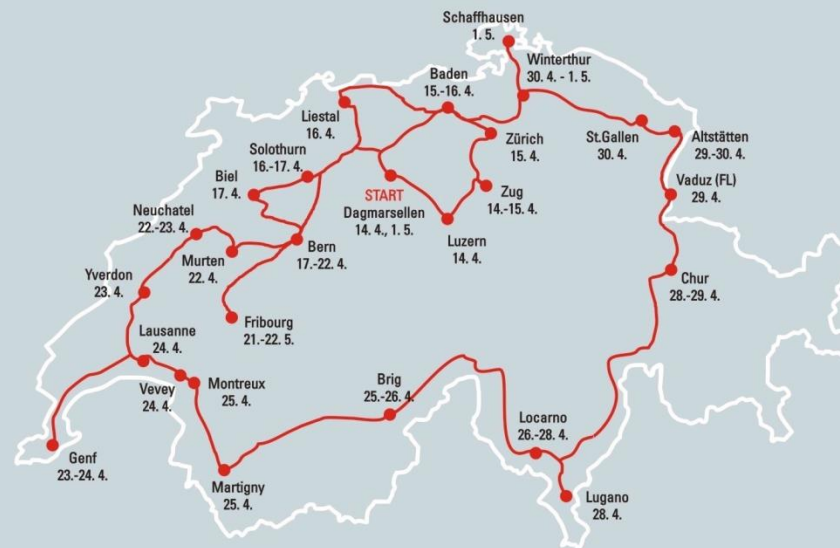 Schaffhausen
1. 5.
Winterthur
30. 4. - 1. 5.
Baden
15.-16. 4.
Liestal
16. 4.
Zürich
15. 4.
St.Gallen
30. 4.
Altstätten
29.-30. 4.
Solothurn
16.-17. 4.
Biel
17. 4.
START
Dagmarsellen
14. 4., 1. 5.
Zug
14.-15. 4.
Vaduz (FL)
29. 4.
Neuchatel
22.-23. 4.
Luzern
14. 4.
Murten
22. 4.
Bern
17.-22. 4.
Yverdon
23. 4.
Chur
28.-29. 4.
Fribourg
21.-22. 5.
Lausanne
24. 4.
Vevey
24. 4.
Montreux
25. 4.
Brig
25.-26. 4.
Locarno
26.-28. 4.
Genf
23.-24. 4.
Martigny
25. 4.
Lugano
28. 4.